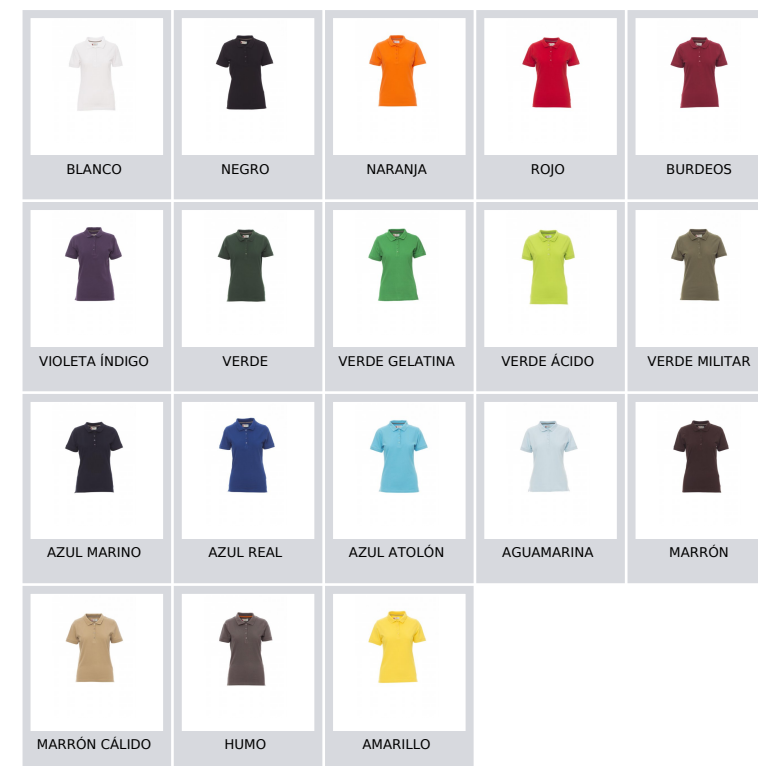 BLANCO
NEGRO
NARANJA
ROJO
BURDEOS
VIOLETA ÍNDIGO
VERDE
VERDE GELATINA
VERDE ÁCIDO
VERDE MILITAR
AZUL MARINO
AZUL REAL
AZUL ATOLÓN
AGUAMARINA
MARRÓN
MARRÓN CÁLIDO
HUMO
AMARILLO